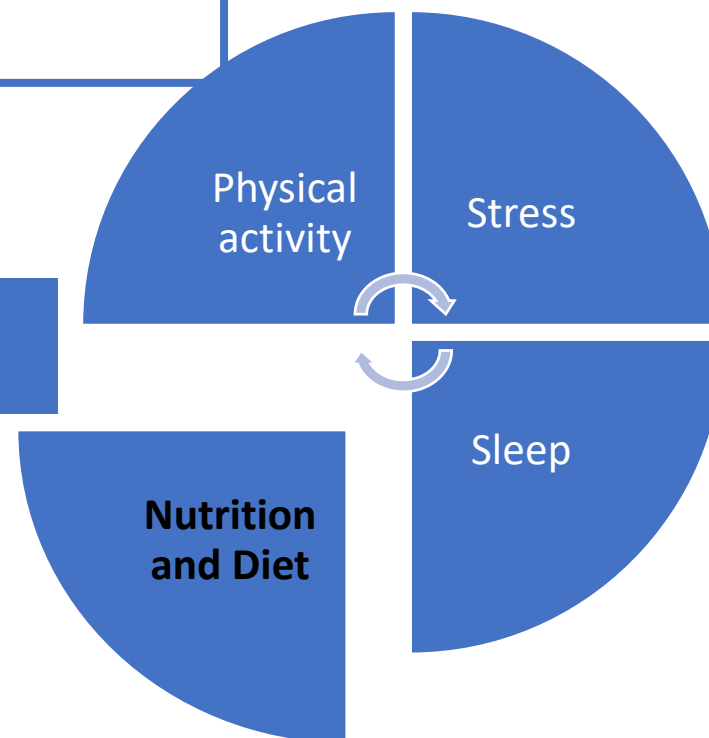 Physical
activity
Stress
Sleep
Nutrition
and Diet